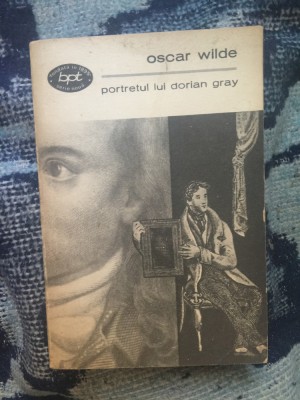 oscar wilde
bpt
portretul lui dorian gray